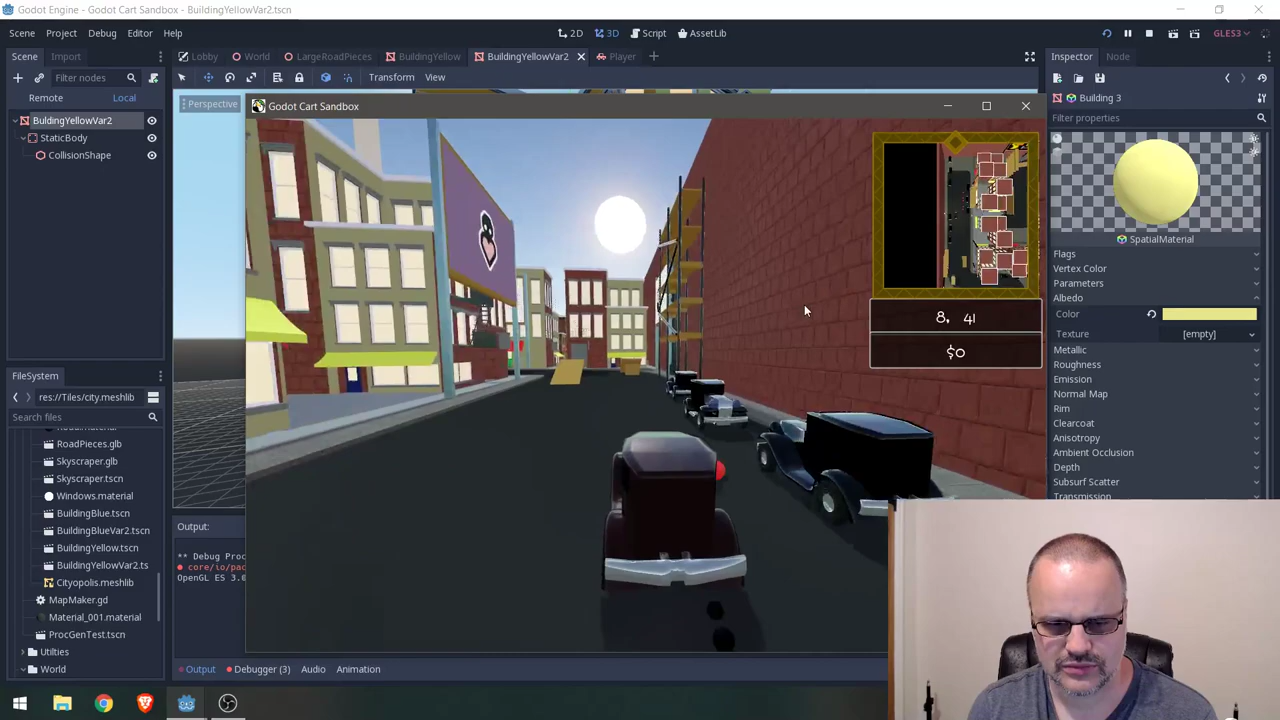 Godot Engine - Godot Cart Sandbox - BuildingYellowVar2.tscn
Scene Project Debug Editor Help
2D 3D Script AssetLib
GLES3
Scene Import
Lobby World LargeRoadPieces BuildingYellow BuildingYellowVar2 Player
Inspector Node
Filter nodes
Transform View
Remote Local
Perspective
Godot Cart Sandbox
Building 3
BuldingYellowVar2
Filter properties
StaticBody
CollisionShape
SpatialMaterial
Flags
Vertex Color
Parameters
Albedo
Color
Texture [empty]
Metallic
Roughness
Emission
Normal Map
Rim
Clearcoat
Anisotropy
Ambient Occlusion
Depth
Subsurf Scatter
Transmission
8, 41
$0
FileSystem
res://Tiles/city.meshlib
Search files
RoadPieces.glb
Skyscraper.glb
Skyscraper.tscn
Windows.material
BuildingBlue.tscn
BuildingBlueVar2.tscn
BuildingYellow.tscn
BuildingYellowVar2.ts
Cityopolis.meshlib
MapMaker.gd
Material_001.material
ProcGenTest.tscn
Utilties
World
Output:
** Debug Proc
core/io/pac
OpenGL ES 3.0
Output Debugger (3) Audio Animation